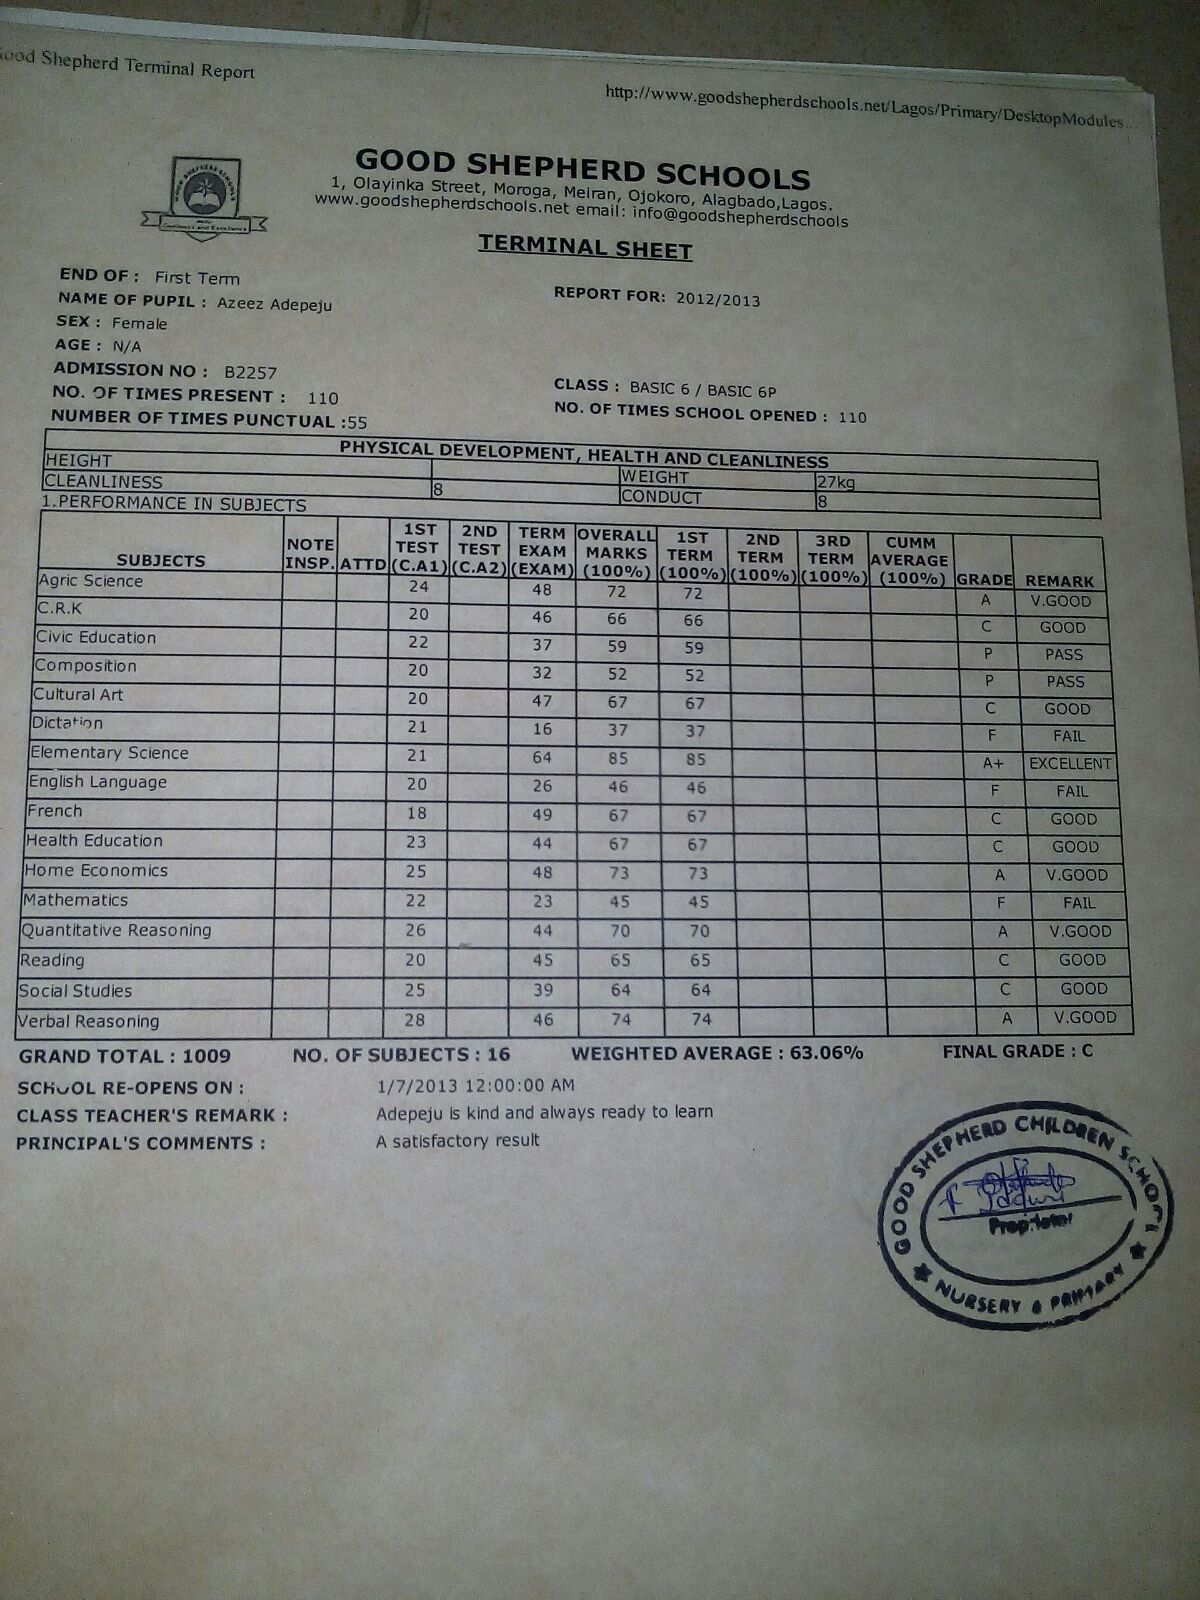 Good Shepherd Terminal Report
http://www.goodshepherdschools.net/Lagos/Primary/DesktopModules...
GOOD SHEPHERD SCHOOLS
1, Olayinka Street, Moroga, Meiran, Ojokoro, Alagbado,Lagos.
www.goodshepherdschools.net email: info@goodshepherdschools
TERMINAL SHEET
END OF : First Term
NAME OF PUPIL : Azeez Adepeju REPORT FOR: 2012/2013
SEX : Female
AGE : N/A
ADMISSION NO : B2257
NO. OF TIMES PRESENT : 110 CLASS : BASIC 6 / BASIC 6P
NUMBER OF TIMES PUNCTUAL :55 NO. OF TIMES SCHOOL OPENED : 110
PHYSICAL DEVELOPMENT, HEALTH AND CLEANLINESS
HEIGHT WEIGHT 27kg
CLEANLINESS 8 CONDUCT 8
1.PERFORMANCE IN SUBJECTS
SUBJECTS NOTE INSP. ATTD 1ST TEST (C.A1) 2ND TEST (C.A2) TERM EXAM (EXAM) OVERALL MARKS (100%) 1ST TERM (100%) 2ND TERM (100%) 3RD TERM (100%) CUMM AVERAGE (100%) GRADE REMARK
Agric Science 24 48 72 72 A V.GOOD
C.R.K 20 46 66 66 C GOOD
Civic Education 22 37 59 59 P PASS
Composition 20 32 52 52 P PASS
Cultural Art 20 47 67 67 C GOOD
Dictation 21 16 37 37 F FAIL
Elementary Science 21 64 85 85 A+ EXCELLENT
English Language 20 26 46 46 F FAIL
French 18 49 67 67 C GOOD
Health Education 23 44 67 67 C GOOD
Home Economics 25 48 73 73 A V.GOOD
Mathematics 22 23 45 45 F FAIL
Quantitative Reasoning 26 44 70 70 A V.GOOD
Reading 20 45 65 65 C GOOD
Social Studies 25 39 64 64 C GOOD
Verbal Reasoning 28 46 74 74 A V.GOOD
GRAND TOTAL : 1009 NO. OF SUBJECTS : 16 WEIGHTED AVERAGE : 63.06% FINAL GRADE : C
SCHOOL RE-OPENS ON : 1/7/2013 12:00:00 AM
CLASS TEACHER'S REMARK : Adepeju is kind and always ready to learn
PRINCIPAL'S COMMENTS : A satisfactory result
GOOD SHEPHERD CHILDREN SCHOOL
Proprietor
NURSERY & PRIMARY